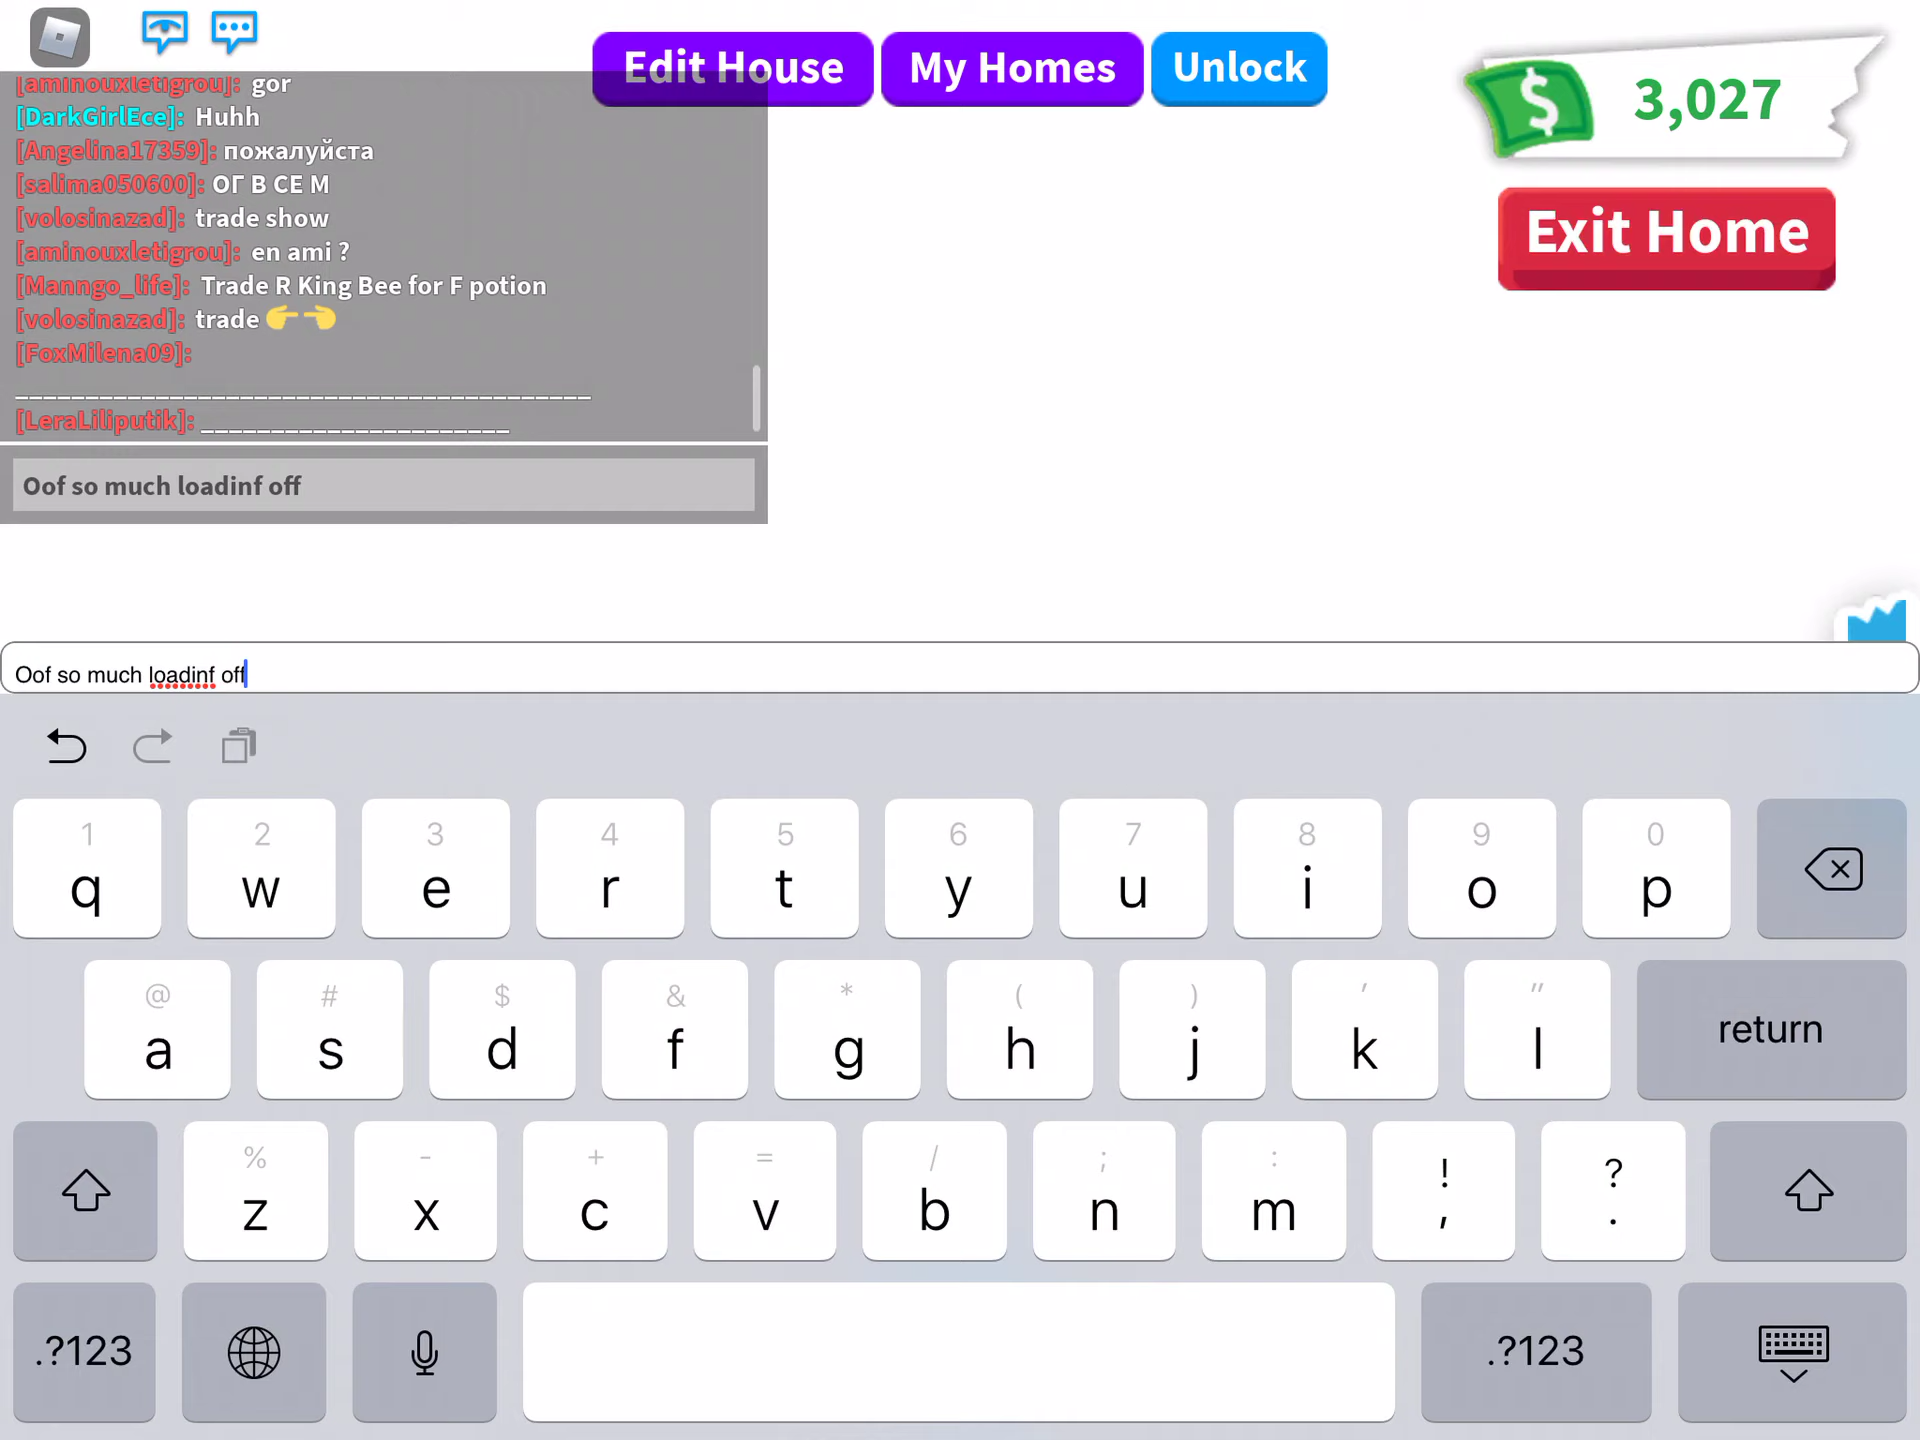 Edit House
My Homes
Unlock
3,027
Exit Home
[aminouxletigrou]: gor
[DarkGirlEce]: Huhh
[Angelina17359]: пожалуйста
[salima050600]: ОГ В СЕ М
[volosinazad]: trade show
[aminouxletigrou]: en ami ?
[Manngo_life]: Trade R King Bee for F potion
[volosinazad]: trade 👉👈
[FoxMilena09]:
_________________________________________
[LeraLiliputik]: ______________________
Oof so much loadinf off
Oof so much loadinf off
1 2 3 4 5 6 7 8 9 0
q w e r t y u i o p
@ # $ & * ( ) ' "
a s d f g h j k l return
% - + = / ; : ! ?
z x c v b n m , .
.?123 .?123